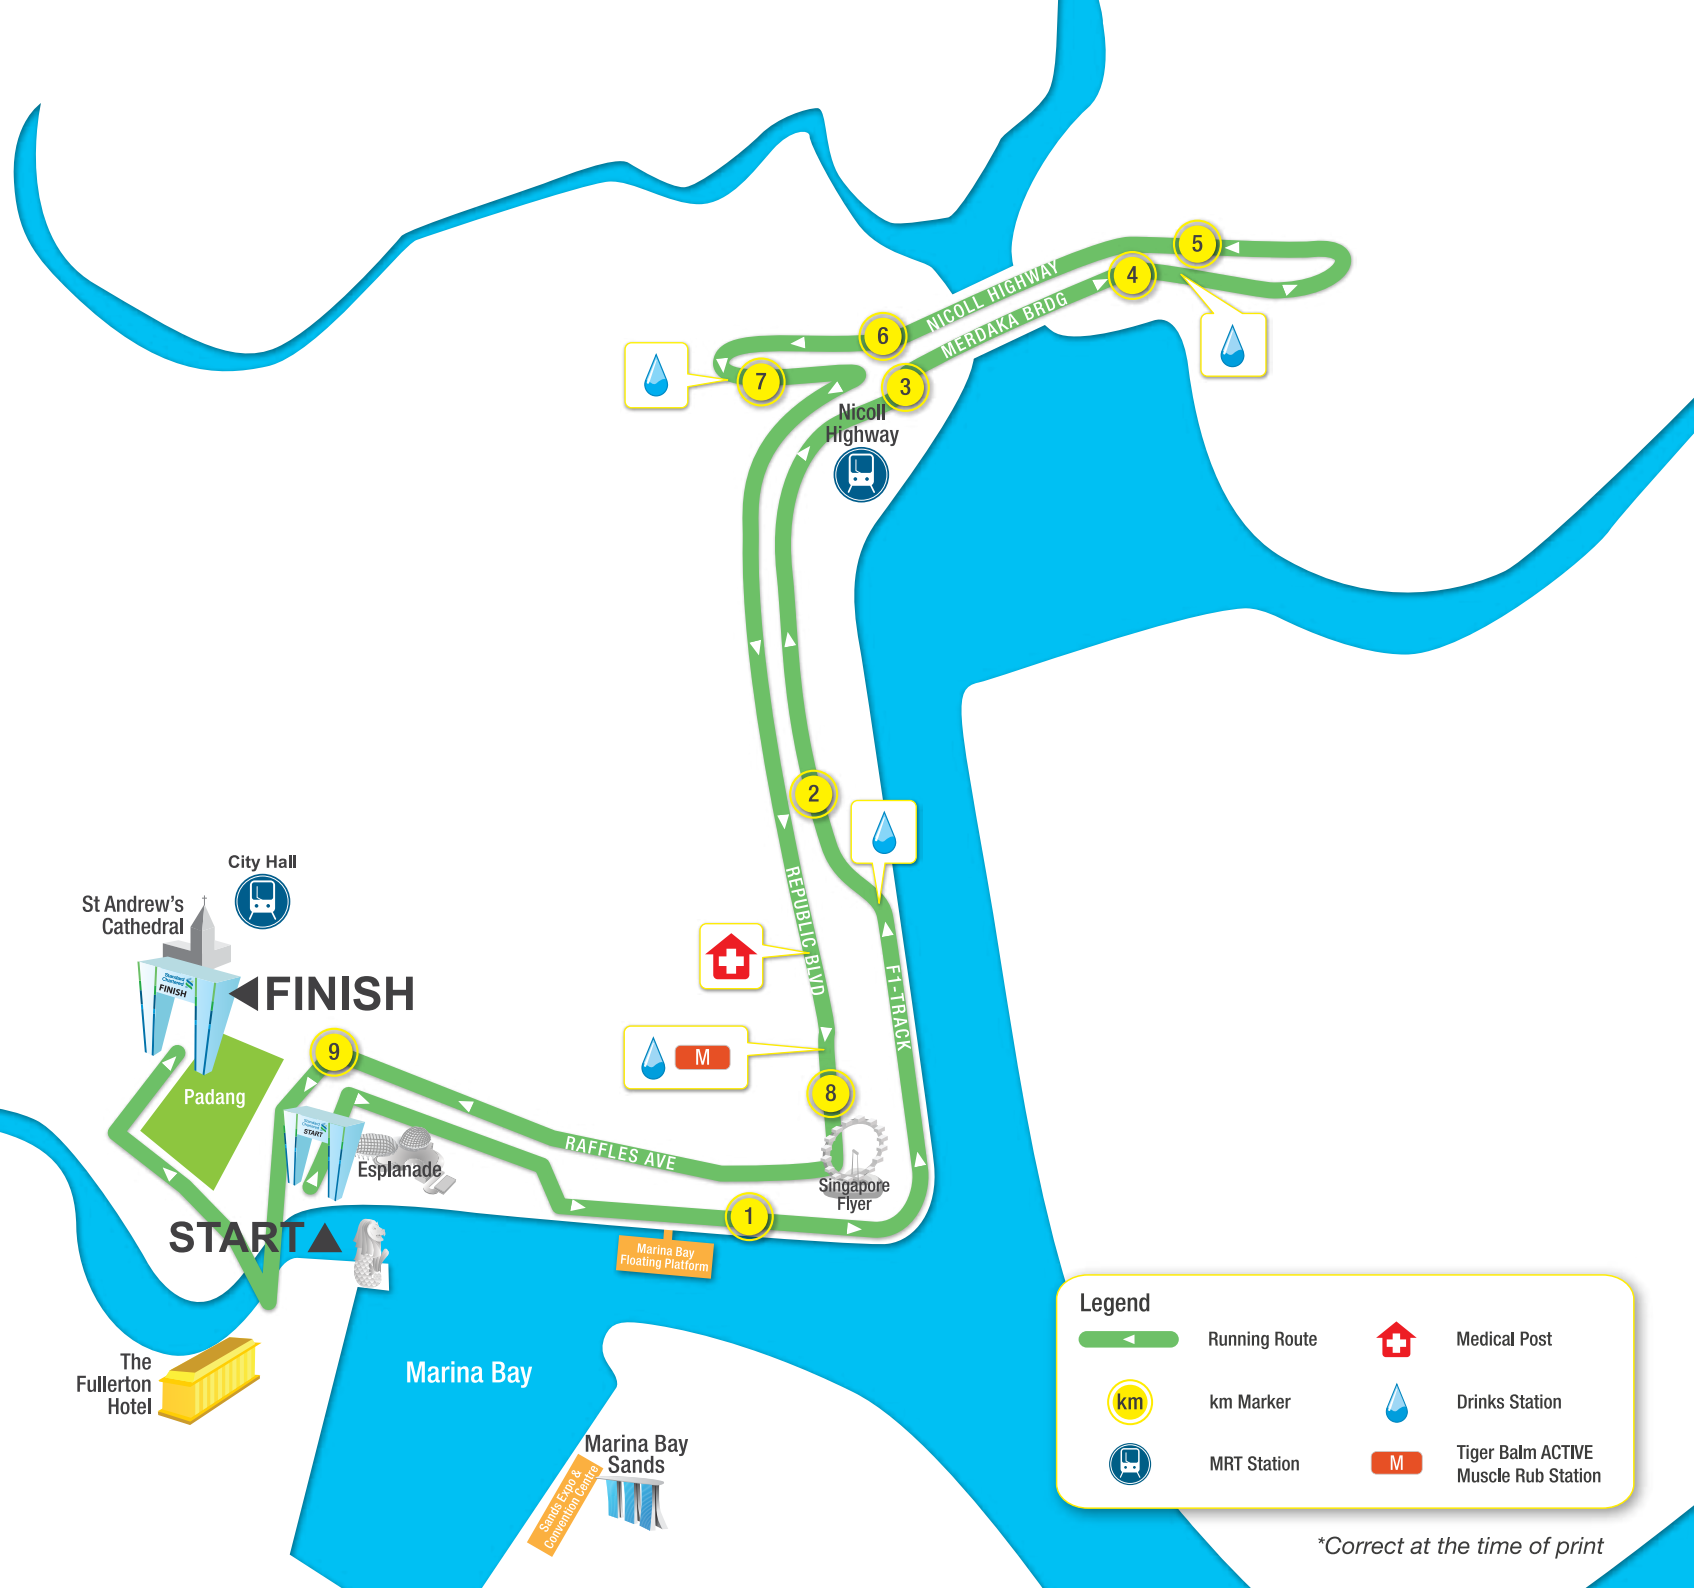 5
4
NICOLL HIGHWAY
MERDAKA BRDG
6
7
3
Nicoll
Highway
2
REPUBLIC BLVD
F1-TRACK
City Hall
St Andrew's
Cathedral
Standard
Chartered
FINISH
FINISH
M
9
8
Padang
START
RAFFLES AVE
Esplanade
Singapore
Flyer
1
START
Marina Bay
Floating Platform
The
Fullerton
Hotel
Marina Bay
Marina Bay
Sands
Sands Expo &
Convention Centre
Legend
Running Route
Medical Post
km
km Marker
Drinks Station
MRT Station
M
Tiger Balm ACTIVE
Muscle Rub Station
*Correct at the time of print